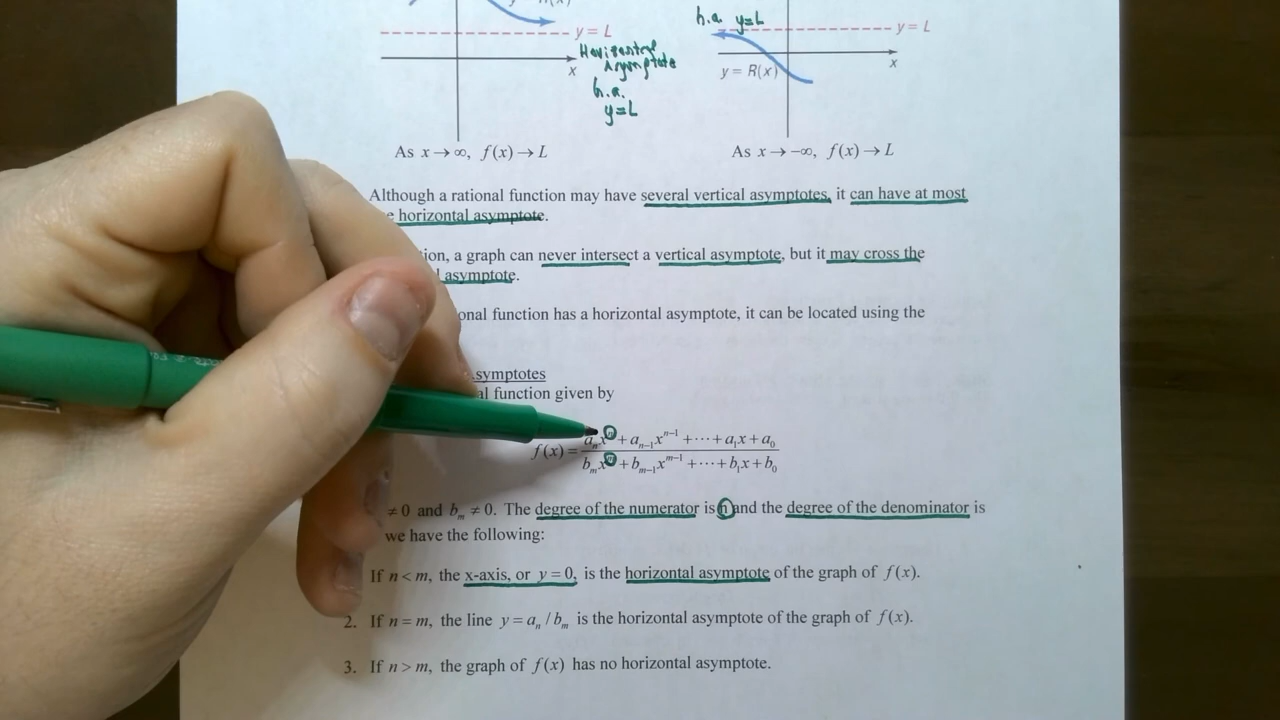 h.a. y=L
y = L
y = L
Horizontal
Asymptote
x
x
y = R(x)
h.a.
y=L
As x → ∞, f(x) → L
As x → −∞, f(x) → L
Although a rational function may have several vertical asymptotes, it can have at most
horizontal asymptote.
a graph can never intersect a vertical asymptote, but it may cross the
asymptote.
function has a horizontal asymptote, it can be located using the
symptotes
function given by
f(x) = (aₙxⁿ + aₙ₋₁xⁿ⁻¹ + ⋯ + a₁x + a₀) / (bₘxᵐ + bₘ₋₁xᵐ⁻¹ + ⋯ + b₁x + b₀)
≠ 0 and bₘ ≠ 0. The degree of the numerator is n and the degree of the denominator is
we have the following:
If n < m, the x-axis, or y = 0, is the horizontal asymptote of the graph of f(x).
2. If n = m, the line y = aₙ / bₘ is the horizontal asymptote of the graph of f(x).
3. If n > m, the graph of f(x) has no horizontal asymptote.